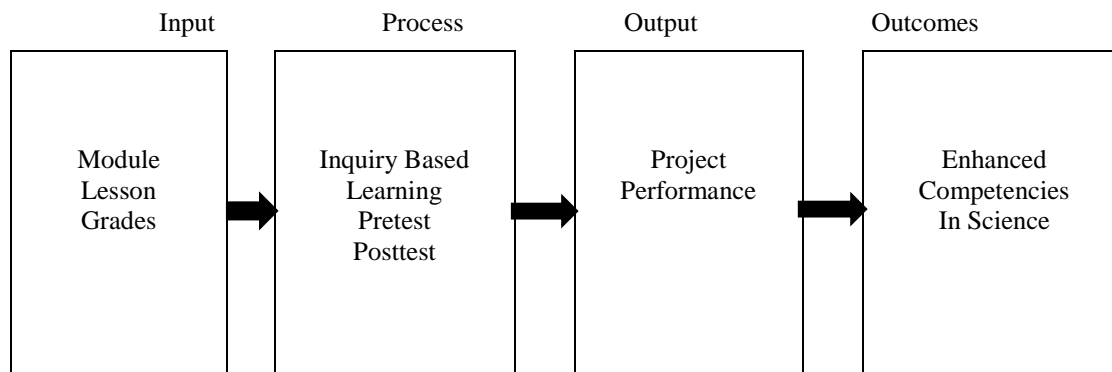 Input
Process
Output
Outcomes
Module
Lesson
Grades
Inquiry Based
Learning
Pretest
Posttest
Project
Performance
Enhanced
Competencies
In Science